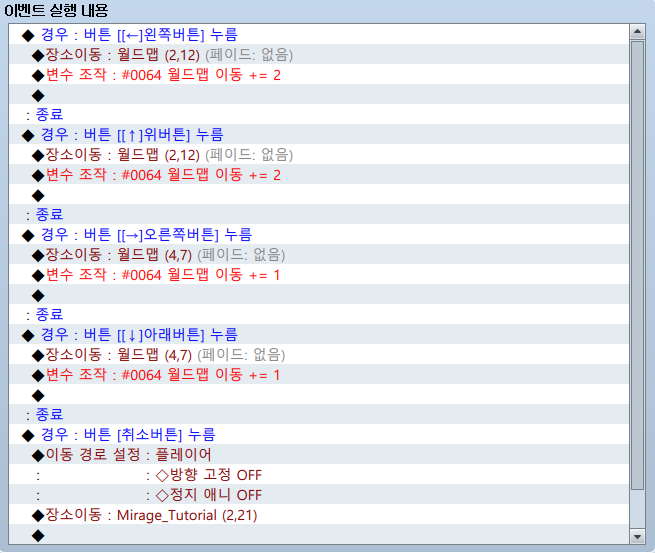 이벤트 실행 내용
◆ 경우 : 버튼 [[←]왼쪽버튼] 누름
◆장소이동 : 월드맵 (2,12) (페이드: 없음)
◆변수 조작 : #0064 월드맵 이동 += 2
◆
: 종료
◆ 경우 : 버튼 [[↑]위버튼] 누름
◆장소이동 : 월드맵 (2,12) (페이드: 없음)
◆변수 조작 : #0064 월드맵 이동 += 2
◆
: 종료
◆ 경우 : 버튼 [[→]오른쪽버튼] 누름
◆장소이동 : 월드맵 (4,7) (페이드: 없음)
◆변수 조작 : #0064 월드맵 이동 += 1
◆
: 종료
◆ 경우 : 버튼 [[↓]아래버튼] 누름
◆장소이동 : 월드맵 (4,7) (페이드: 없음)
◆변수 조작 : #0064 월드맵 이동 += 1
◆
: 종료
◆ 경우 : 버튼 [취소버튼] 누름
◆이동 경로 설정 : 플레이어
: : ◇방향 고정 OFF
: : ◇정지 애니 OFF
◆장소이동 : Mirage_Tutorial (2,21)
◆